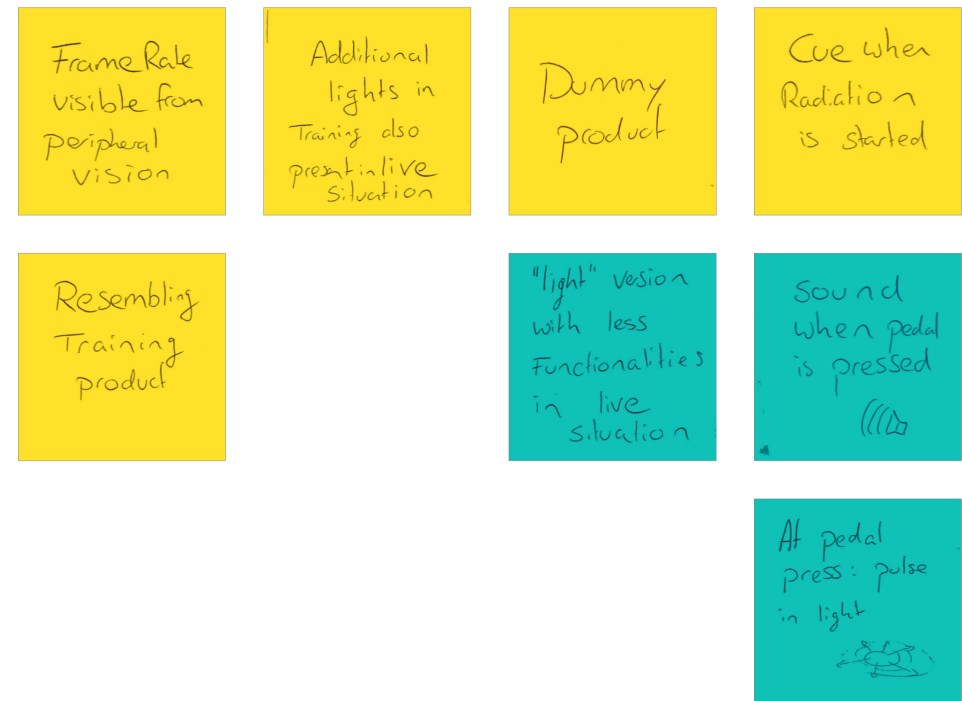 Frame Rate
visible from
peripheral
vision
Additional
lights in
Training also
present in live
situation
Dummy
product
Cue when
Radiation
is started
Resembling
Training
product
"light" version
with less
Functionalities
in live
situation
Sound
when pedal
is pressed
At pedal
press: pulse
in light